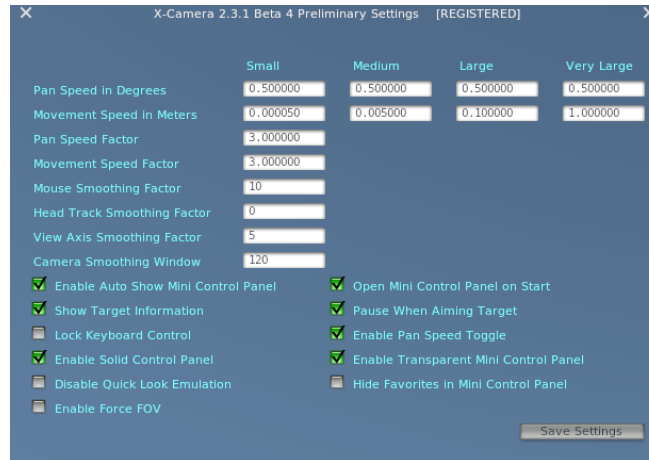 X-Camera 2.3.1 Beta 4 Preliminary Settings [REGISTERED]
Small Medium Large Very Large
Pan Speed in Degrees 0.500000 0.500000 0.500000 0.500000
Movement Speed in Meters 0.000050 0.005000 0.100000 1.000000
Pan Speed Factor 3.000000
Movement Speed Factor 3.000000
Mouse Smoothing Factor 10
Head Track Smoothing Factor 0
View Axis Smoothing Factor 5
Camera Smoothing Window 120
Enable Auto Show Mini Control Panel Open Mini Control Panel on Start
Show Target Information Pause When Aiming Target
Lock Keyboard Control Enable Pan Speed Toggle
Enable Solid Control Panel Enable Transparent Mini Control Panel
Disable Quick Look Emulation Hide Favorites in Mini Control Panel
Enable Force FOV
Save Settings